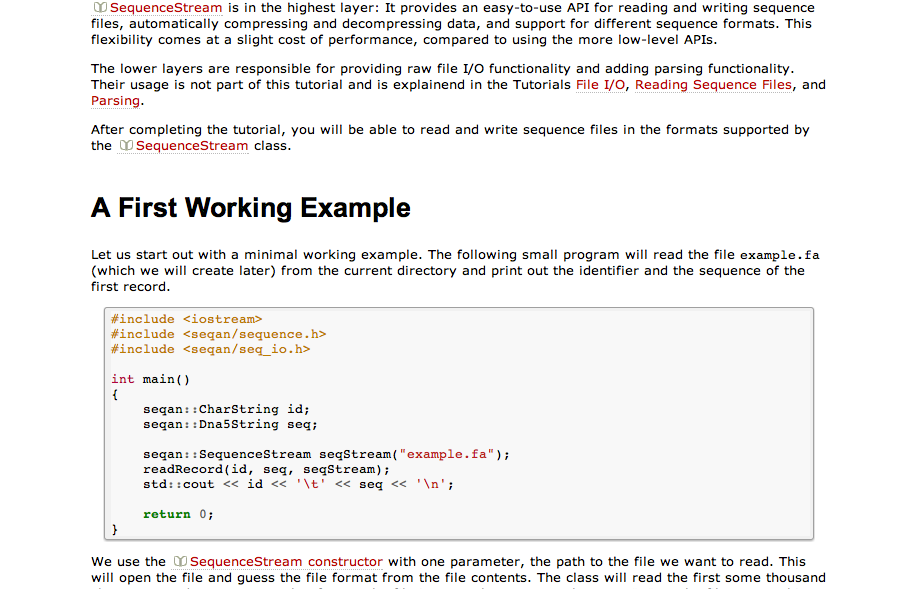 SequenceStream is in the highest layer: It provides an easy-to-use API for reading and writing sequence
files, automatically compressing and decompressing data, and support for different sequence formats. This
flexibility comes at a slight cost of performance, compared to using the more low-level APIs.
The lower layers are responsible for providing raw file I/O functionality and adding parsing functionality.
Their usage is not part of this tutorial and is explainend in the Tutorials File I/O, Reading Sequence Files, and
Parsing.
After completing the tutorial, you will be able to read and write sequence files in the formats supported by
the SequenceStream class.
A First Working Example
Let us start out with a minimal working example. The following small program will read the file example.fa
(which we will create later) from the current directory and print out the identifier and the sequence of the
first record.
#include <iostream>
#include <seqan/sequence.h>
#include <seqan/seq_io.h>
int main()
{
    seqan::CharString id;
    seqan::Dna5String seq;
    seqan::SequenceStream seqStream("example.fa");
    readRecord(id, seq, seqStream);
    std::cout << id << '\t' << seq << '\n';
    return 0;
}
We use the SequenceStream constructor with one parameter, the path to the file we want to read. This
will open the file and guess the file format from the file contents. The class will read the first some thousand